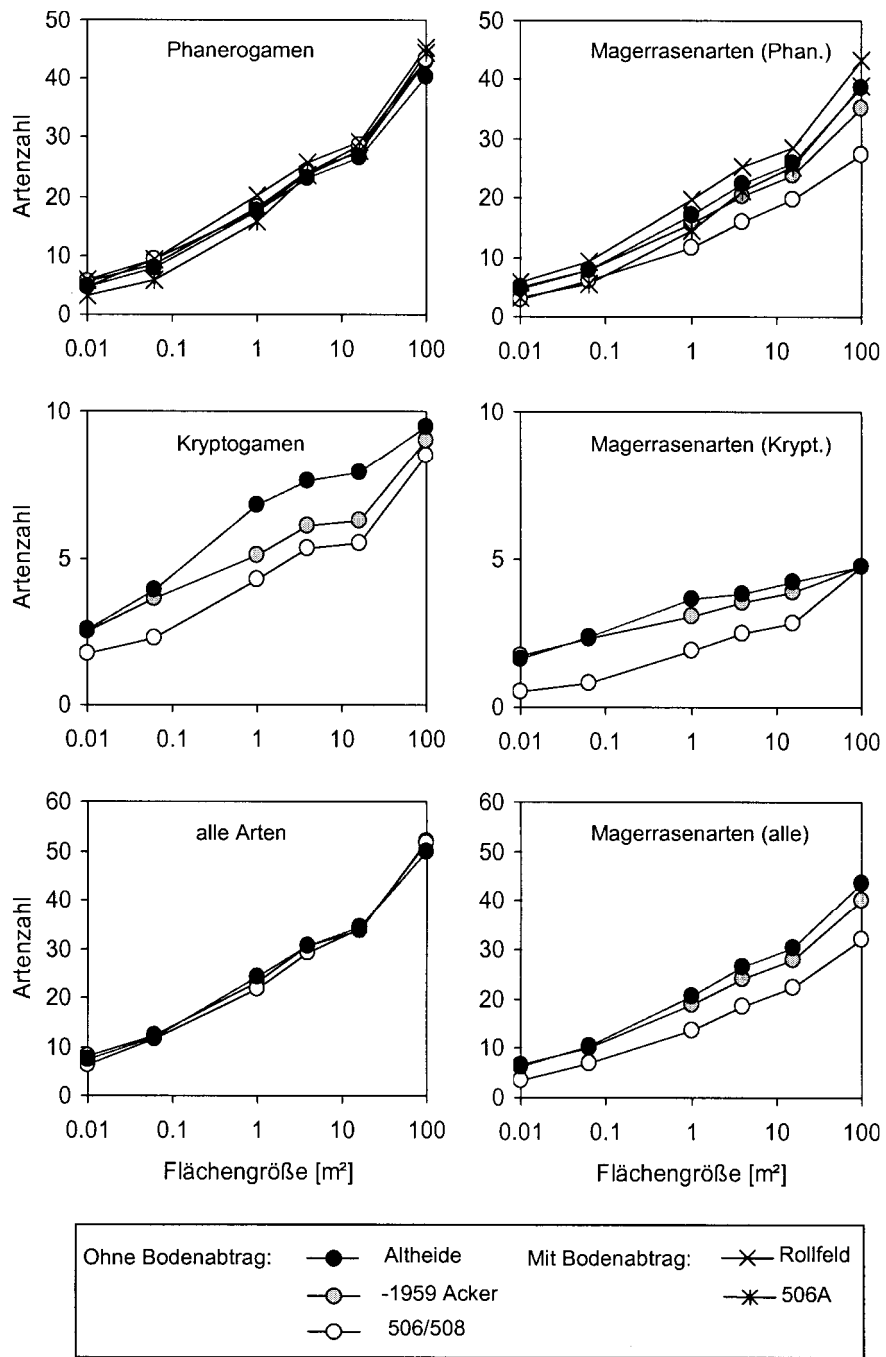 50
40
30
20
10
0
Artenzahl
Phanerogamen
0.01 0.1 1 10 100
50
40
30
20
10
0
Magerrasenarten (Phan.)
0.01 0.1 1 10 100
10
5
0
Artenzahl
Kryptogamen
0.01 0.1 1 10 100
10
5
0
Magerrasenarten (Krypt.)
0.01 0.1 1 10 100
60
50
40
30
20
10
0
Artenzahl
alle Arten
0.01 0.1 1 10 100
Flächengröße [m²]
60
50
40
30
20
10
0
Magerrasenarten (alle)
0.01 0.1 1 10 100
Flächengröße [m²]
Ohne Bodenabtrag: Altheide
-1959 Acker
506/508
Mit Bodenabtrag: Rollfeld
506A